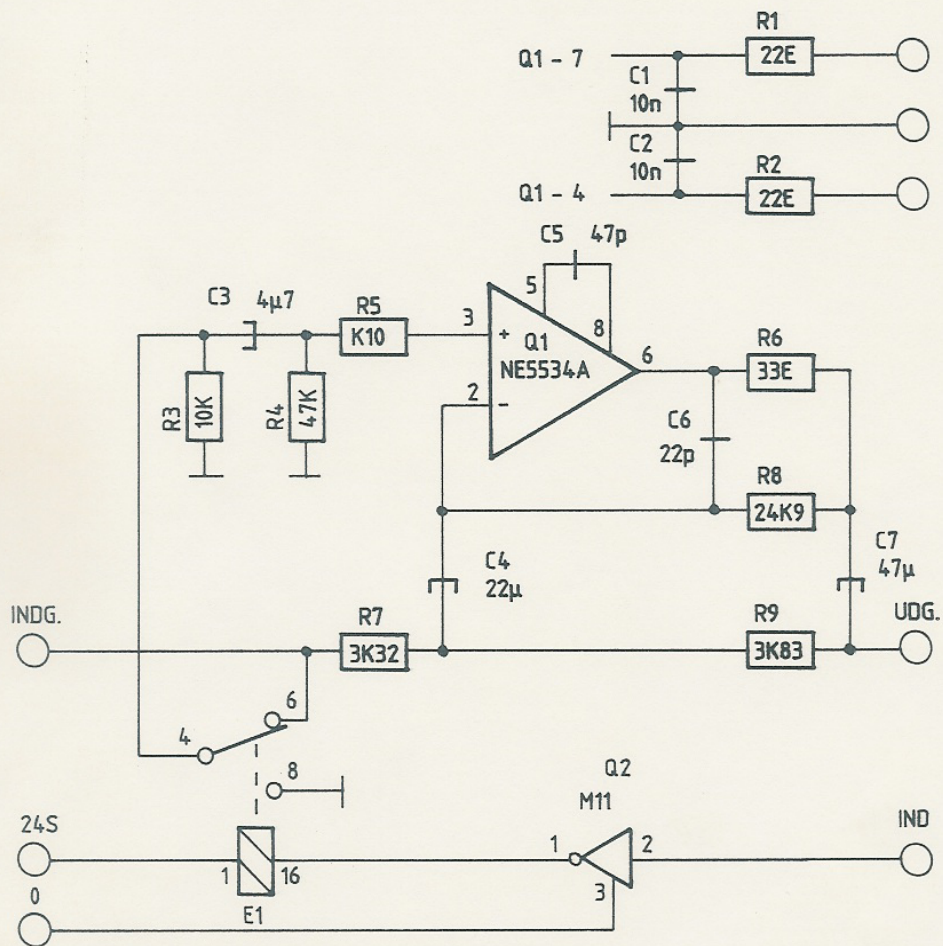 R1
Q1 - 7
22E
C1
10n
C2
10n
R2
Q1 - 4
22E
C5 47p
5
8
C3 4µ7
R5
K10
3
+
Q1
NE5534A
6
R6
33E
2
-
R3
10K
R4
47K
C6
22p
R8
24K9
C4
22µ
C7
47µ
INDG.
R7
3K32
R9
3K83
UDG.
6
4
8
Q2
M11
24S
1
16
1
2
3
IND
0
E1